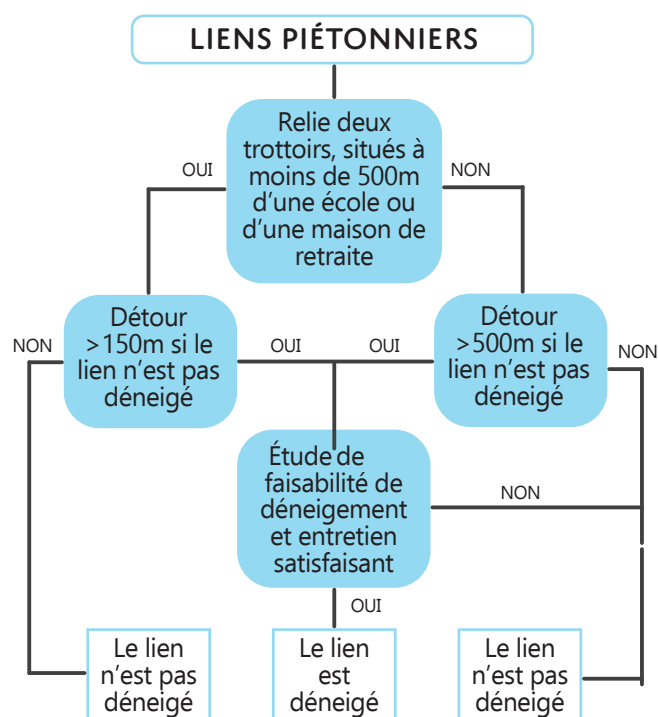 LIENS PIÉTONNIERS
Relie deux
trottoirs, situés à
moins de 500m
d'une école ou
d'une maison de
retraite
OUI
NON
Détour
>150m si le
lien n'est pas
déneigé
Détour
>500m si le
lien n'est pas
déneigé
NON
OUI
OUI
NON
Étude de
faisabilité de
déneigement
et entretien
satisfaisant
NON
OUI
Le lien
n'est pas
déneigé
Le lien
est
déneigé
Le lien
n'est pas
déneigé